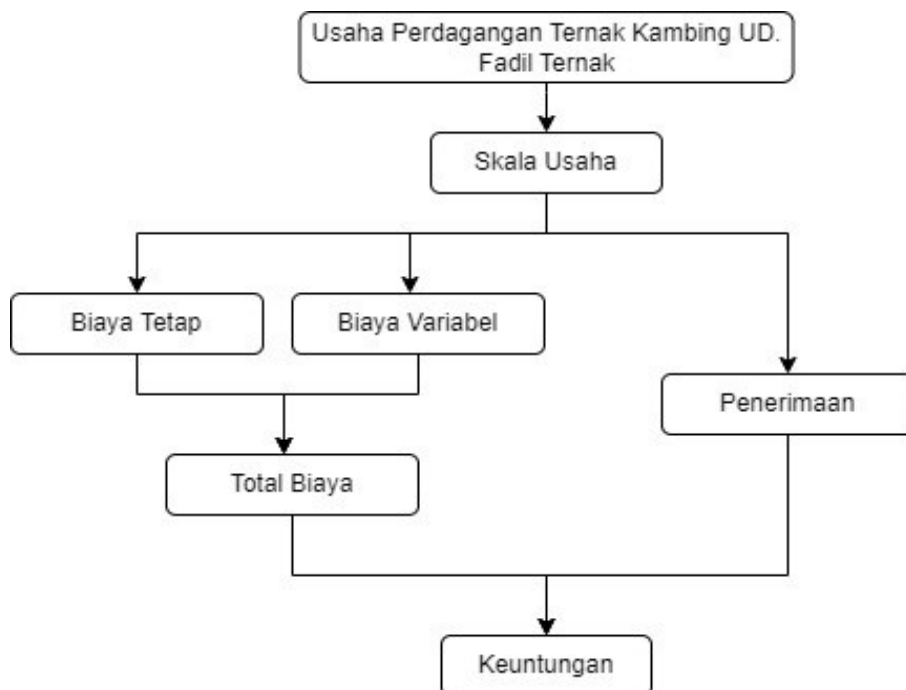 Usaha Perdagangan Ternak Kambing UD.
Fadil Ternak
Skala Usaha
Biaya Tetap
Biaya Variabel
Penerimaan
Total Biaya
Keuntungan